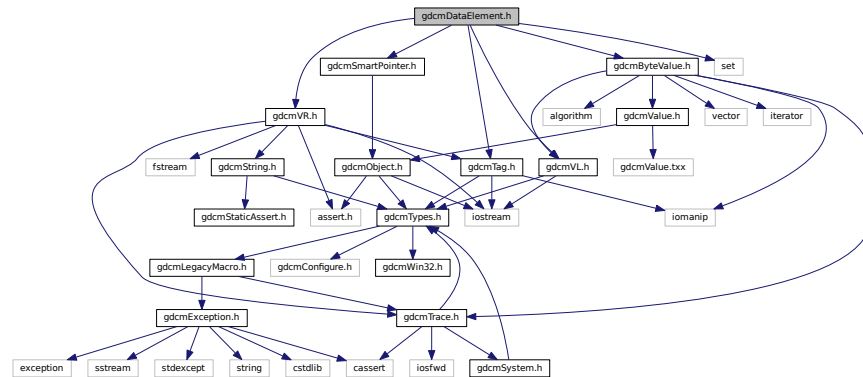 gdcmDataElement.h
gdcmSmartPointer.h
gdcmByteValue.h
set
gdcmVR.h
algorithm
gdcmValue.h
vector
iterator
fstream
gdcmString.h
gdcmObject.h
gdcmTag.h
gdcmVL.h
gdcmValue.txx
gdcmStaticAssert.h
assert.h
gdcmTypes.h
iostream
iomanip
gdcmLegacyMacro.h
gdcmConfigure.h
gdcmWin32.h
gdcmException.h
gdcmTrace.h
exception
sstream
stdexcept
string
cstdlib
cassert
iosfwd
gdcmSystem.h